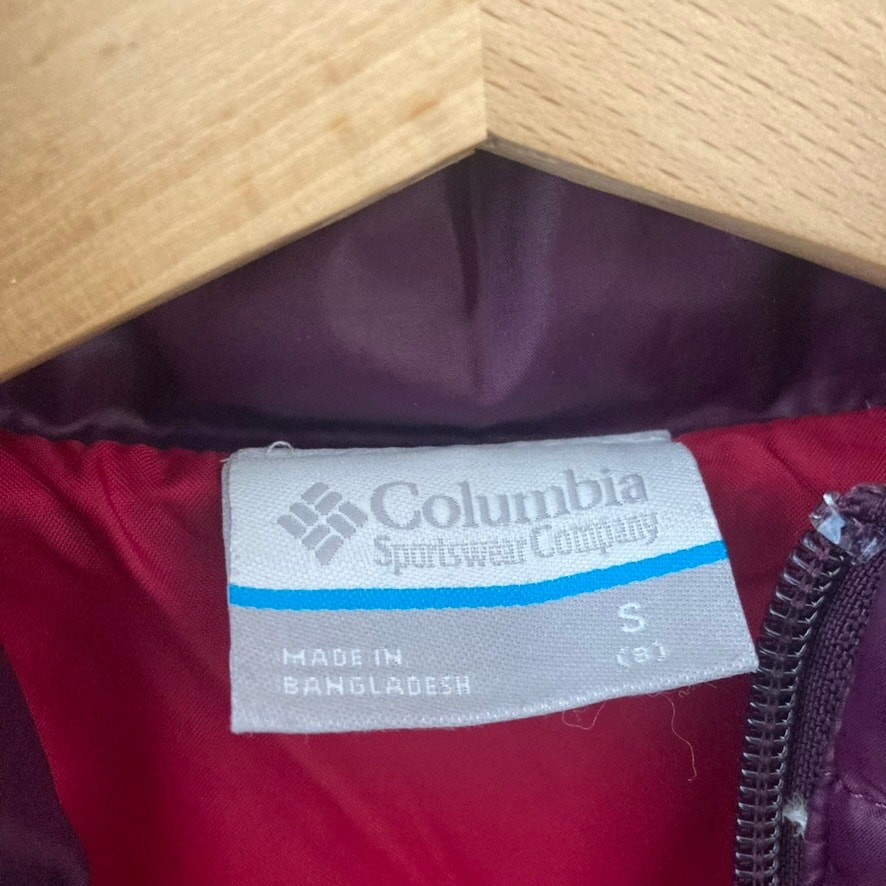 Columbia
Sportswear Company
S
(8)
MADE IN
BANGLADESH